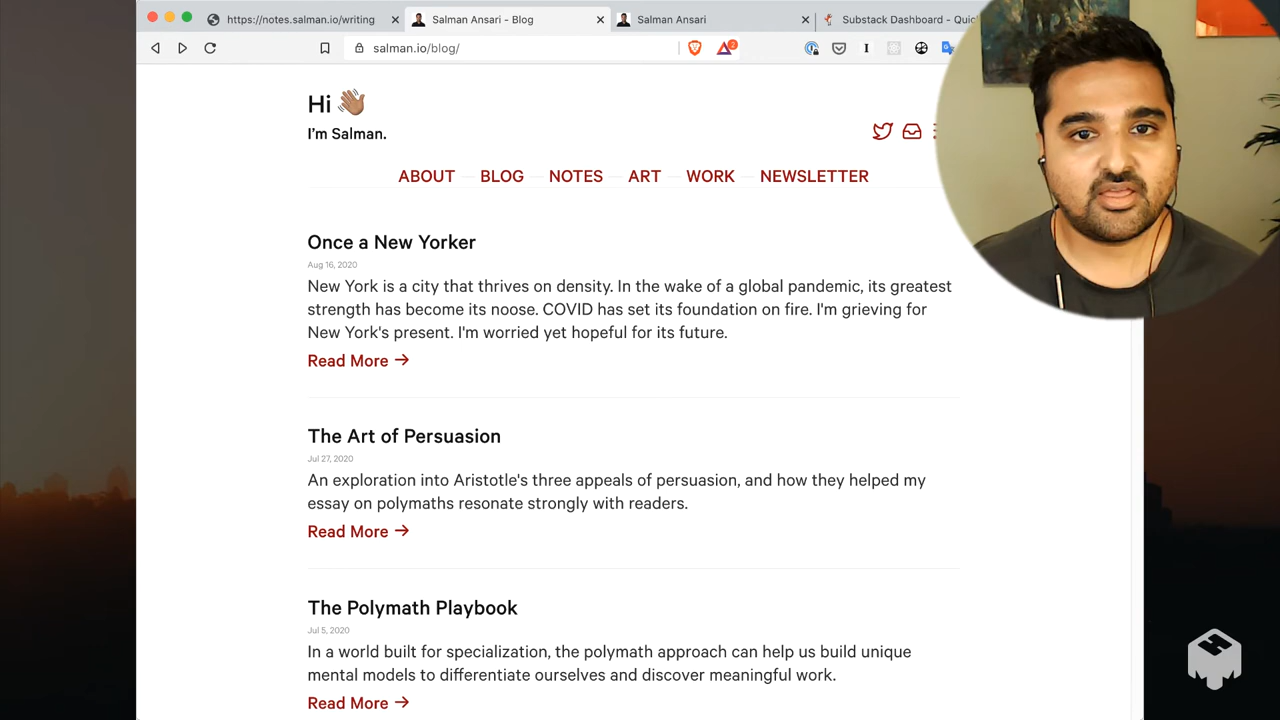 https://notes.salman.io/writing
Salman Ansari - Blog
Salman Ansari
Substack Dashboard - Quic
salman.io/blog/
2
Hi 👋🏽
I'm Salman.
ABOUT BLOG NOTES ART WORK NEWSLETTER
Once a New Yorker
Aug 16, 2020
New York is a city that thrives on density. In the wake of a global pandemic, its greatest
strength has become its noose. COVID has set its foundation on fire. I'm grieving for
New York's present. I'm worried yet hopeful for its future.
Read More →
The Art of Persuasion
Jul 27, 2020
An exploration into Aristotle's three appeals of persuasion, and how they helped my
essay on polymaths resonate strongly with readers.
Read More →
The Polymath Playbook
Jul 5, 2020
In a world built for specialization, the polymath approach can help us build unique
mental models to differentiate ourselves and discover meaningful work.
Read More →